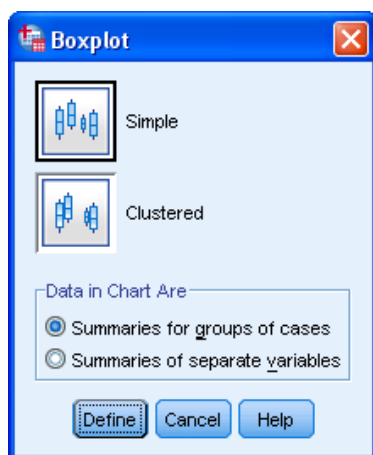 Boxplot
Simple
Clustered
Data in Chart Are
Summaries for groups of cases
Summaries of separate variables
Define Cancel Help